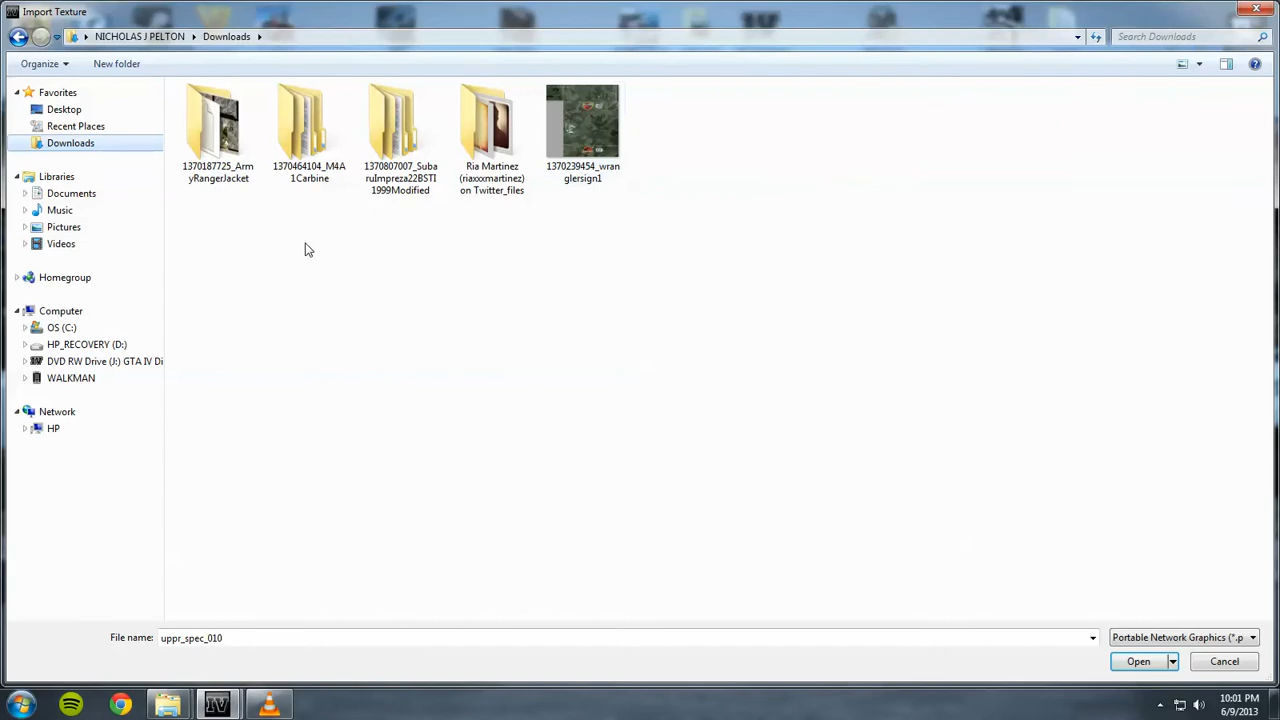 Import Texture
NICHOLAS J PELTON
Downloads
Search Downloads
Organize
New folder
Favorites
Desktop
Recent Places
Downloads
Libraries
Documents
Music
Pictures
Videos
Homegroup
Computer
OS (C:)
HP_RECOVERY (D:)
DVD RW Drive (J:) GTA IV Di
WALKMAN
Network
HP
1370187725_Arm
yRangerJacket
1370464104_M4A
1Carbine
1370807007_Suba
ruImpreza22BSTI
1999Modified
Ria Martinez
(riaxxxmartinez)
on Twitter_files
1370239454_wran
glersign1
File name:
uppr_spec_010
Portable Network Graphics (*.p
Open
Cancel
IV
10:01 PM
6/9/2013